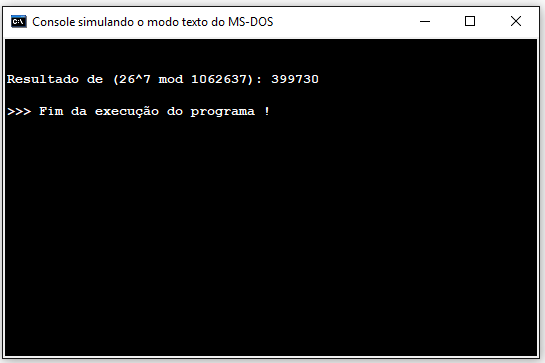 Console simulando o modo texto do MS-DOS
Resultado de (26^7 mod 1062637): 399730
>>> Fim da execução do programa !